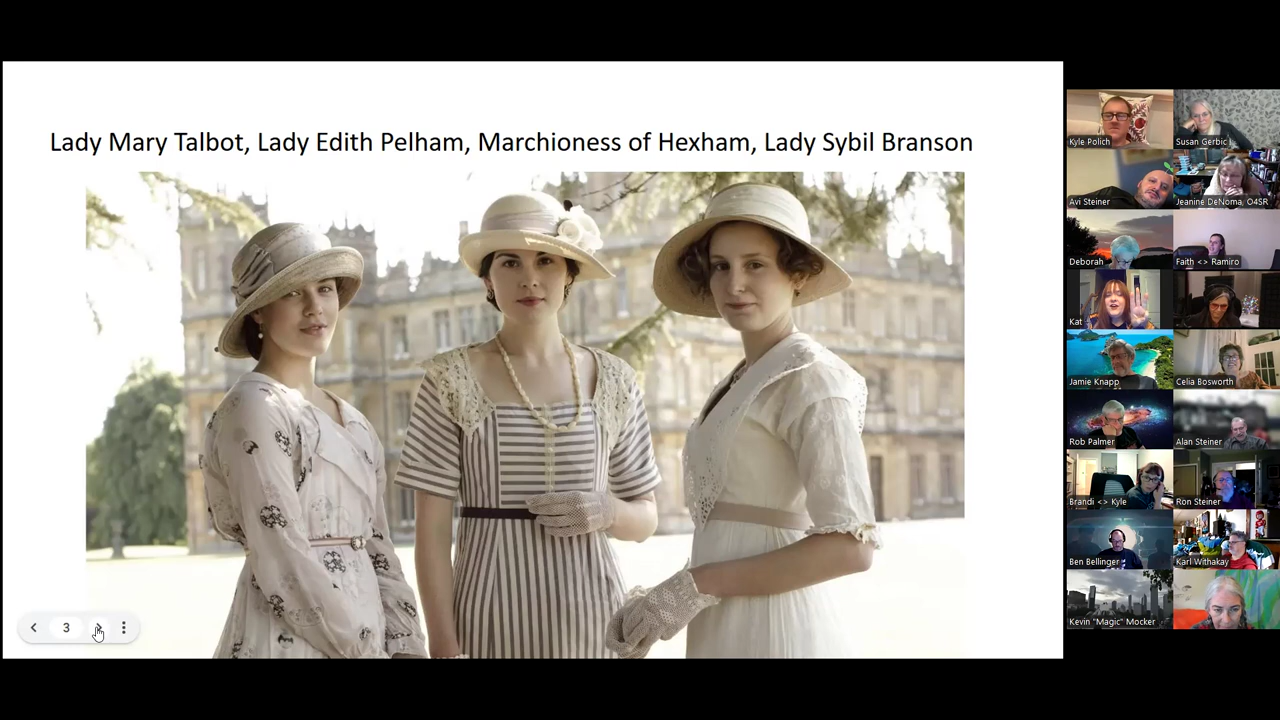 Lady Mary Talbot, Lady Edith Pelham, Marchioness of Hexham, Lady Sybil Branson
3
Kyle Polich
Susan Gerbic
Avi Steiner
Jeanine DeNoma, O4SR
Deborah
Faith <> Ramiro
Kat
Jamie Knapp
Celia Bosworth
Rob Palmer
Alan Steiner
Brandi <> Kyle
Ron Steiner
Ben Bellinger
Karl Withakay
Kevin "Magic" Mocker